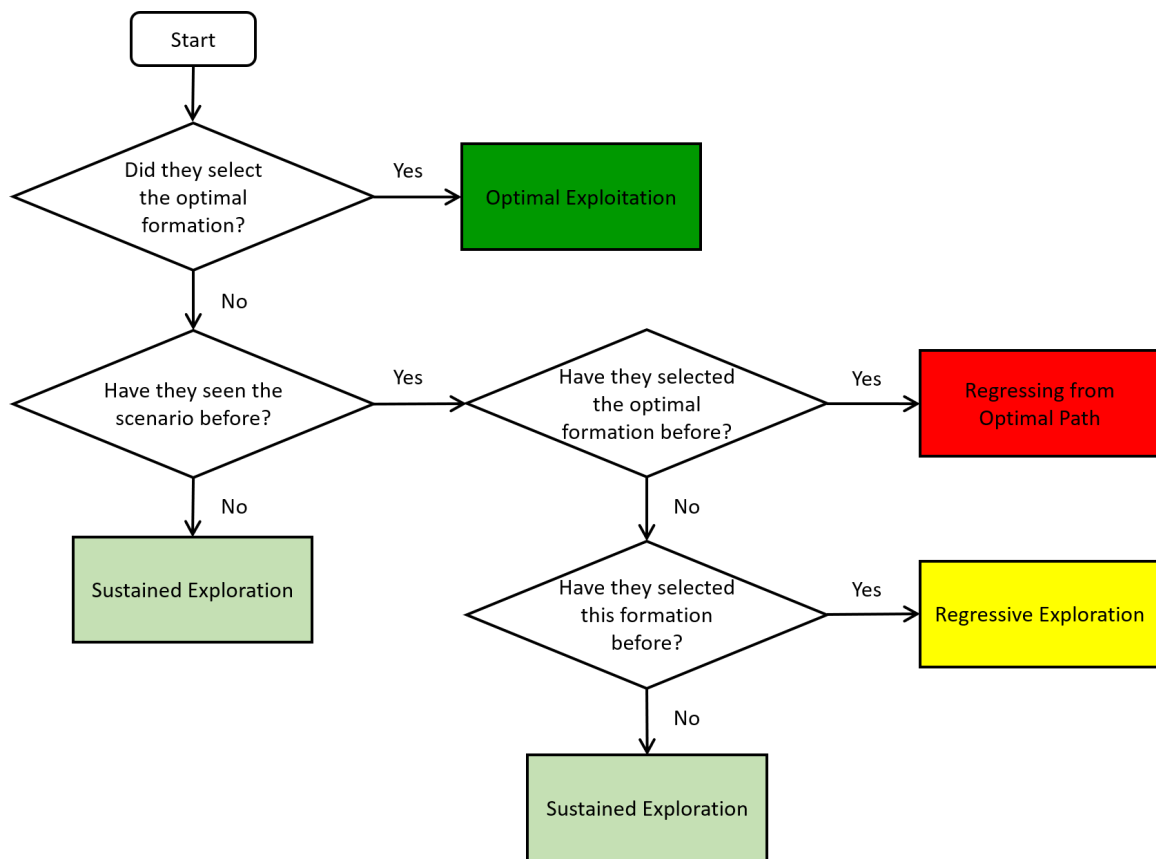 Start
Did they select
the optimal
formation?
Yes
Optimal Exploitation
No
Have they seen the
scenario before?
Yes
Have they selected
the optimal
formation before?
Yes
Regressing from
Optimal Path
No
No
Sustained Exploration
Have they selected
this formation
before?
Yes
Regressive Exploration
No
Sustained Exploration